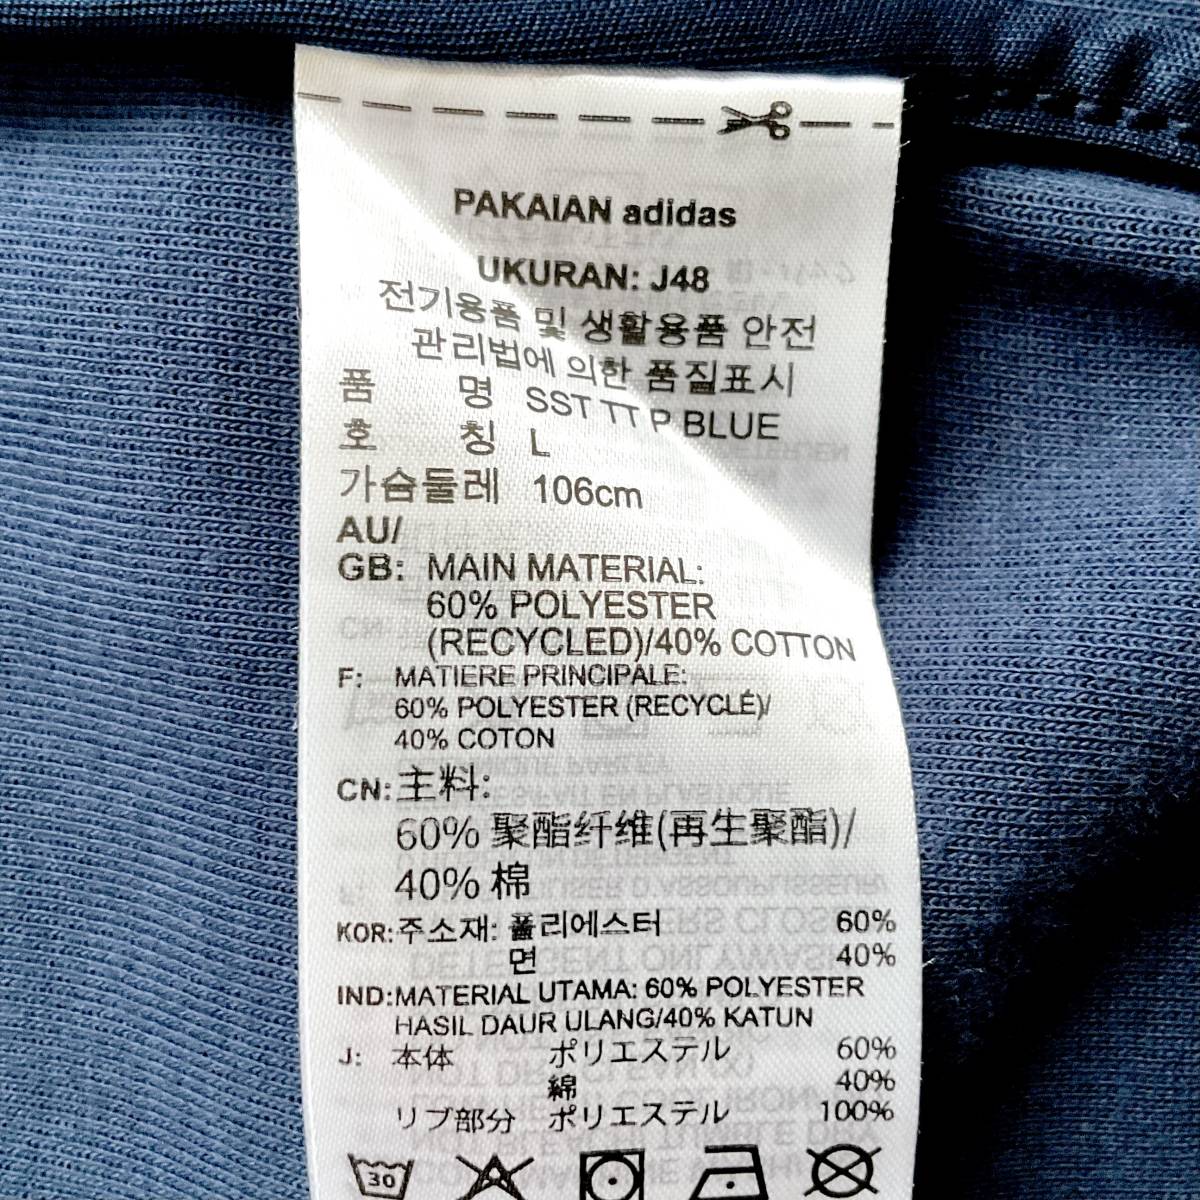 PAKAIAN adidas
UKURAN: J48
전기용품 및 생활용품 안전
관리법에 의한 품질표시
품 명 SST TT P BLUE
호 칭 L
가슴둘레 106cm
AU/
GB: MAIN MATERIAL:
60% POLYESTER
(RECYCLED)/40% COTTON
F: MATIERE PRINCIPALE:
60% POLYESTER (RECYCLÉ)/
40% COTON
CN: 主料:
60% 聚酯纤维(再生聚酯)/
40% 棉
KOR: 주소재: 폴리에스터 60%
면 40%
IND: MATERIAL UTAMA: 60% POLYESTER
HASIL DAUR ULANG/40% KATUN
J: 本体 ポリエステル 60%
綿 40%
リブ部分 ポリエステル 100%
30